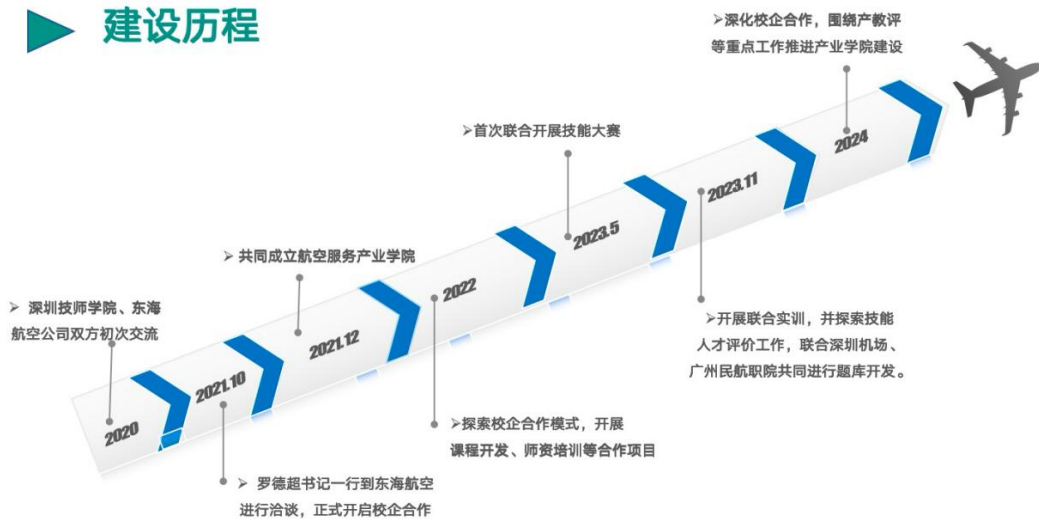 建设历程
➢深化校企合作，围绕产教评
等重点工作推进产业学院建设
➢首次联合开展技能大赛
➢ 共同成立航空服务产业学院
➢ 深圳技师学院、东海
航空公司双方初次交流
2020
2021.10
2021.12
2022
2023.5
2023.11
2024
➢开展联合实训，并探索技能
人才评价工作，联合深圳机场、
广州民航职院共同进行题库开发。
➢探索校企合作模式，开展
课程开发、师资培训等合作项目
➢ 罗德超书记一行到东海航空
进行洽谈，正式开启校企合作